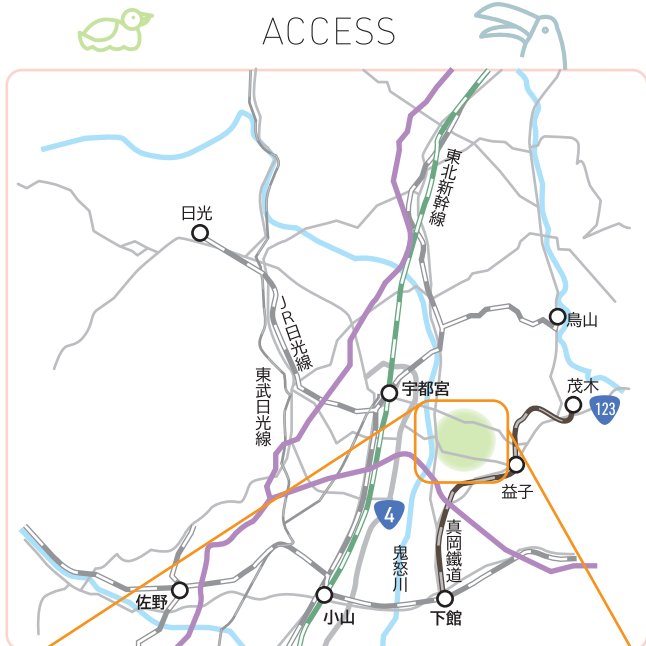 ACCESS
東北新幹線
日光
JR日光線
烏山
東武日光線
宇都宮
茂木
123
益子
4
真岡鐵道
鬼怒川
佐野
小山
下館